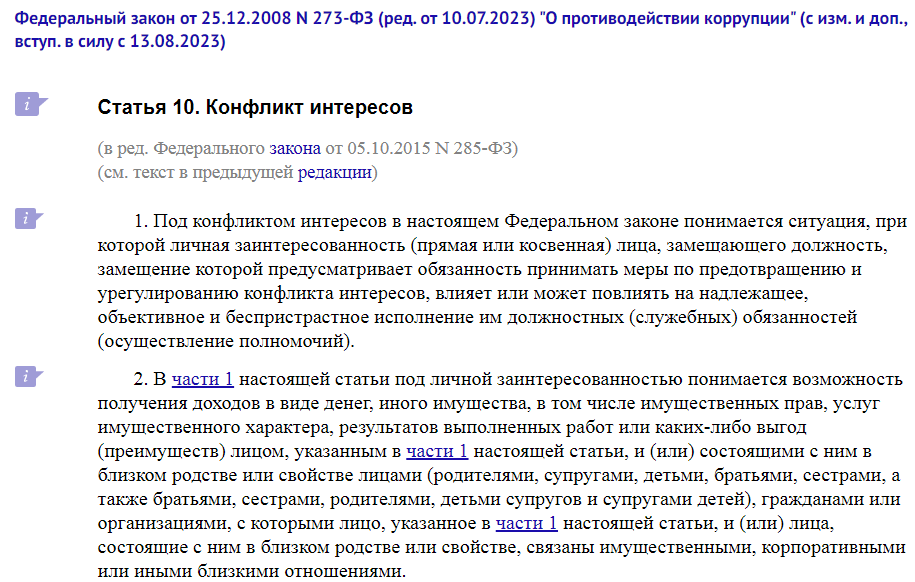 Федеральный закон от 25.12.2008 N 273-ФЗ (ред. от 10.07.2023) "О противодействии коррупции" (с изм. и доп.,
вступ. в силу с 13.08.2023)
i
Статья 10. Конфликт интересов
(в ред. Федерального закона от 05.10.2015 N 285-ФЗ)
(см. текст в предыдущей редакции)
i
1. Под конфликтом интересов в настоящем Федеральном законе понимается ситуация, при
которой личная заинтересованность (прямая или косвенная) лица, замещающего должность,
замещение которой предусматривает обязанность принимать меры по предотвращению и
урегулированию конфликта интересов, влияет или может повлиять на надлежащее,
объективное и беспристрастное исполнение им должностных (служебных) обязанностей
(осуществление полномочий).
i
2. В части 1 настоящей статьи под личной заинтересованностью понимается возможность
получения доходов в виде денег, иного имущества, в том числе имущественных прав, услуг
имущественного характера, результатов выполненных работ или каких-либо выгод
(преимуществ) лицом, указанным в части 1 настоящей статьи, и (или) состоящими с ним в
близком родстве или свойстве лицами (родителями, супругами, детьми, братьями, сестрами, а
также братьями, сестрами, родителями, детьми супругов и супругами детей), гражданами или
организациями, с которыми лицо, указанное в части 1 настоящей статьи, и (или) лица,
состоящие с ним в близком родстве или свойстве, связаны имущественными, корпоративными
или иными близкими отношениями.